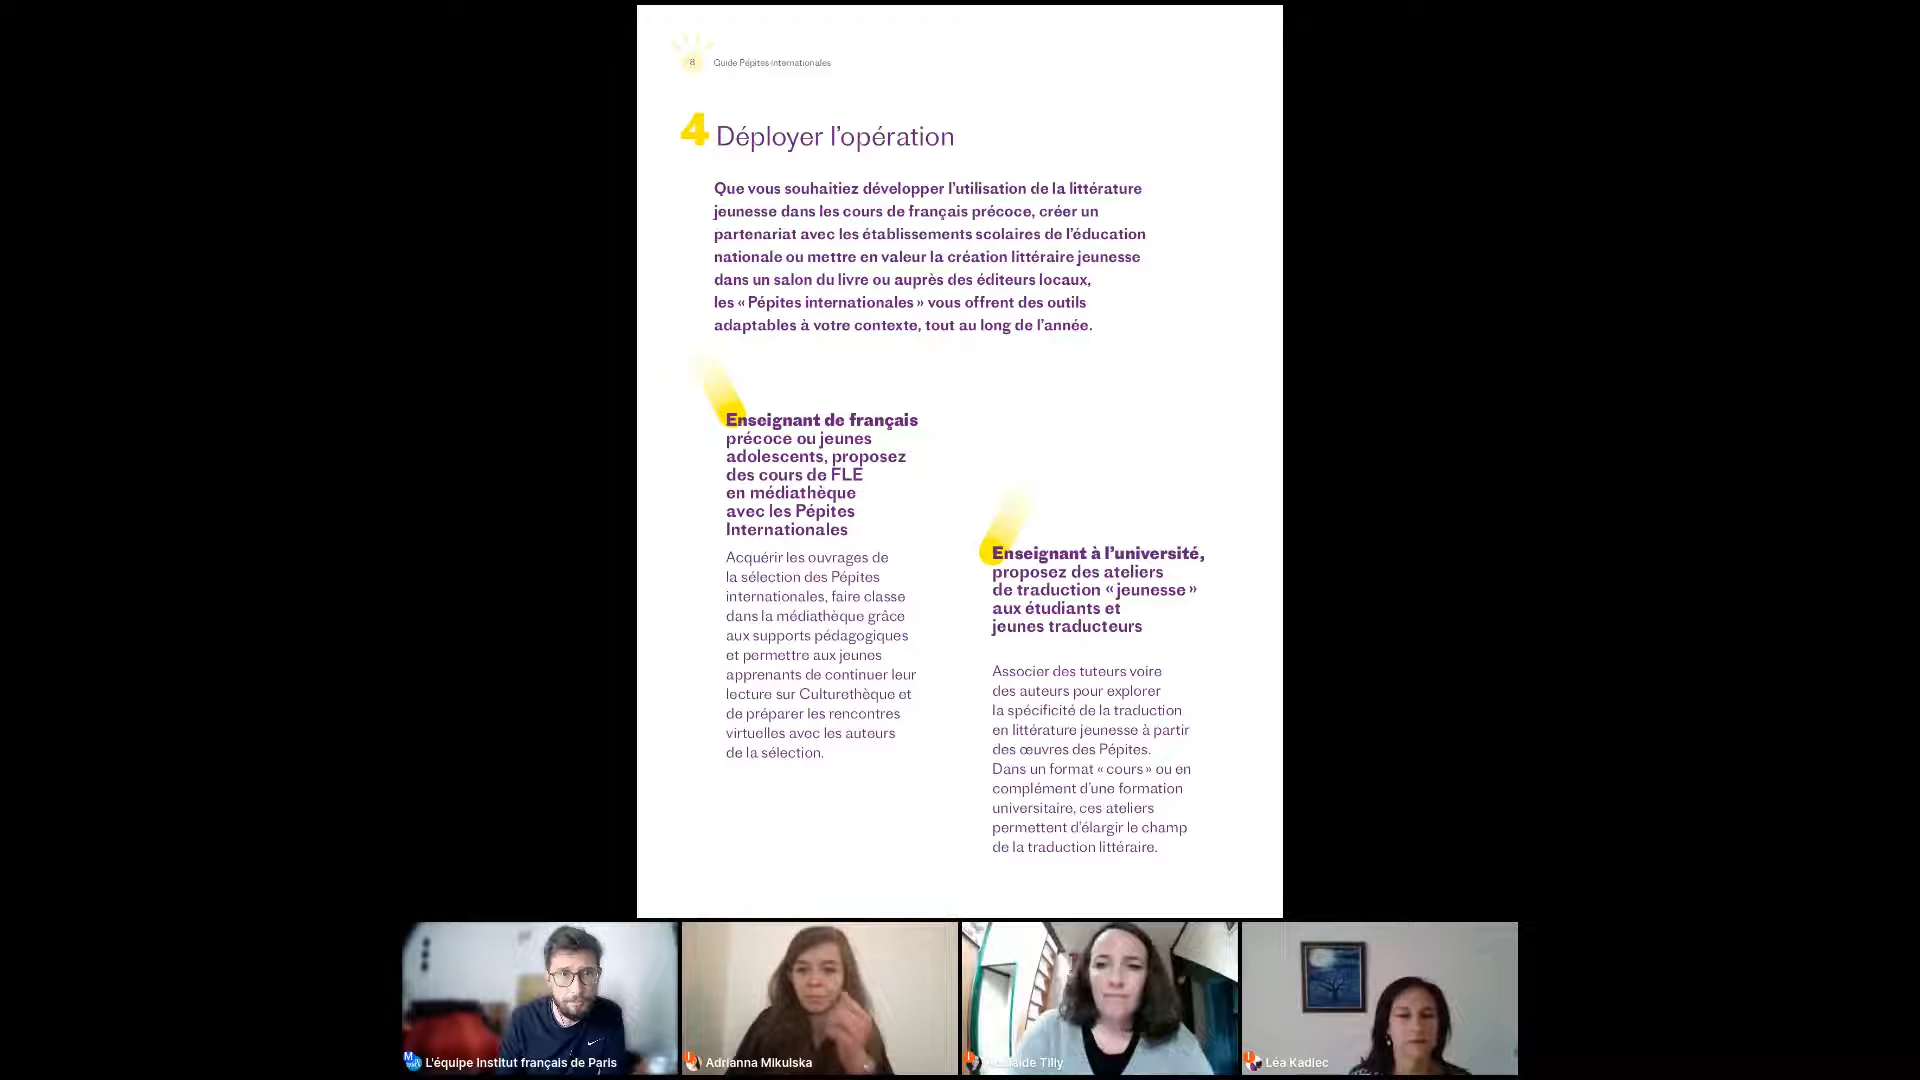 8 Guide Pépites internationales
4 Déployer l'opération
Que vous souhaitiez développer l'utilisation de la littérature
jeunesse dans les cours de français précoce, créer un
partenariat avec les établissements scolaires de l'éducation
nationale ou mettre en valeur la création littéraire jeunesse
dans un salon du livre ou auprès des éditeurs locaux,
les « Pépites internationales » vous offrent des outils
adaptables à votre contexte, tout au long de l'année.
Enseignant de français
précoce ou jeunes
adolescents, proposez
des cours de FLE
en médiathèque
avec les Pépites
Internationales
Acquérir les ouvrages de
la sélection des Pépites
internationales, faire classe
dans la médiathèque grâce
aux supports pédagogiques
et permettre aux jeunes
apprenants de continuer leur
lecture sur Culturethèque et
de préparer les rencontres
virtuelles avec les auteurs
de la sélection.
Enseignant à l'université,
proposez des ateliers
de traduction « jeunesse »
aux étudiants et
jeunes traducteurs
Associer des tuteurs voire
des auteurs pour explorer
la spécificité de la traduction
en littérature jeunesse à partir
des œuvres des Pépites.
Dans un format « cours » ou en
complément d'une formation
universitaire, ces ateliers
permettent d'élargir le champ
de la traduction littéraire.
L'équipe Institut français de Paris
Adrianna Mikulska
Tilly
Léa Kadlec